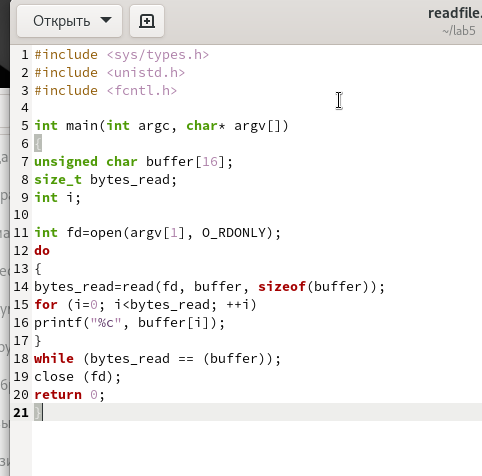 Открыть
readfile.
~/lab5
1 #include <sys/types.h>
2 #include <unistd.h>
3 #include <fcntl.h>
4
5 int main(int argc, char* argv[])
6 {
7 unsigned char buffer[16];
8 size_t bytes_read;
9 int i;
10
11 int fd=open(argv[1], O_RDONLY);
12 do
13 {
14 bytes_read=read(fd, buffer, sizeof(buffer));
15 for (i=0; i<bytes_read; ++i)
16 printf("%c", buffer[i]);
17 }
18 while (bytes_read == (buffer));
19 close (fd);
20 return 0;
21 }